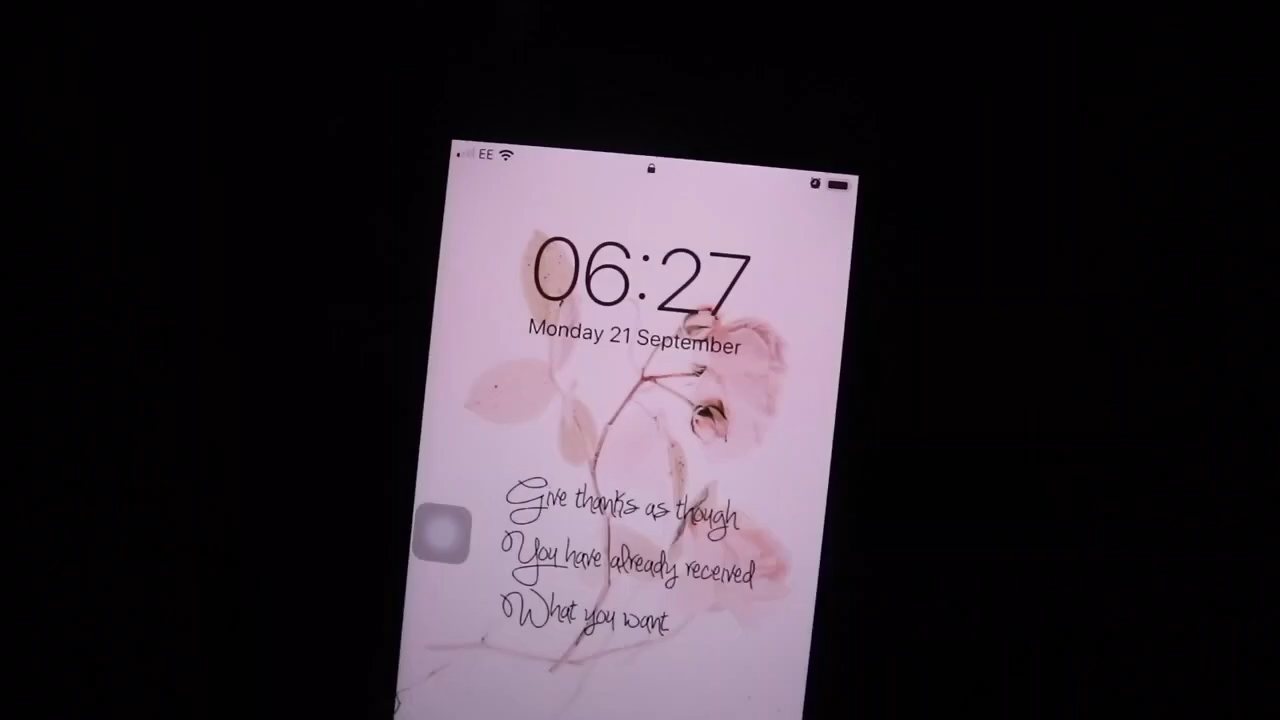 EE
06:27
Monday 21 September
Give thanks as though
You have already received
What you want